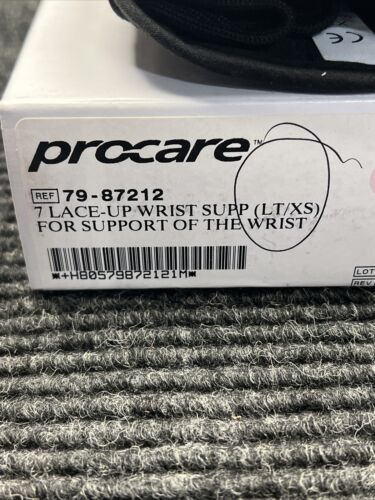 CE
procare™
REF 79-87212
7 LACE-UP WRIST SUPP (LT/XS)
FOR SUPPORT OF THE WRIST
*+H80579872121M*
LOT
REV